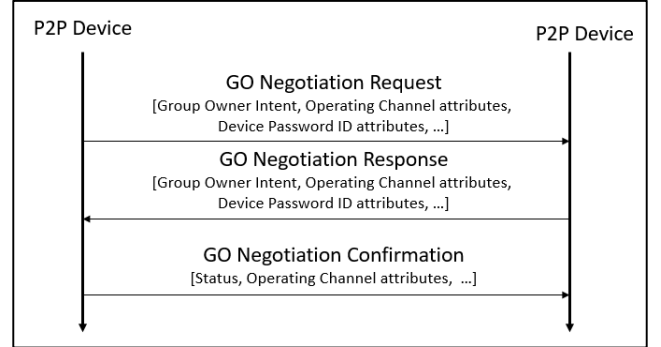 P2P Device
P2P Device
GO Negotiation Request
[Group Owner Intent, Operating Channel attributes,
Device Password ID attributes, ...]
GO Negotiation Response
[Group Owner Intent, Operating Channel attributes,
Device Password ID attributes, ...]
GO Negotiation Confirmation
[Status, Operating Channel attributes,  ...]